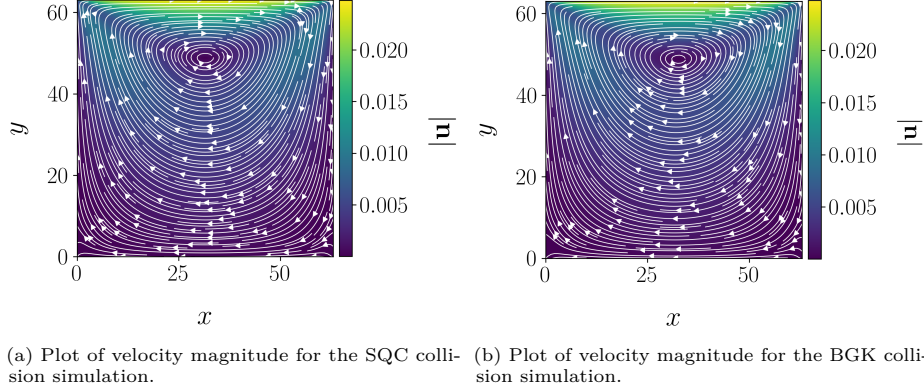 60
40
20
0
0
25
50
y
x
0.020
0.015
0.010
0.005
|u|
60
40
20
0
0
25
50
y
x
0.020
0.015
0.010
0.005
|u|
(a) Plot of velocity magnitude for the SQC colli-
sion simulation.
(b) Plot of velocity magnitude for the BGK colli-
sion simulation.